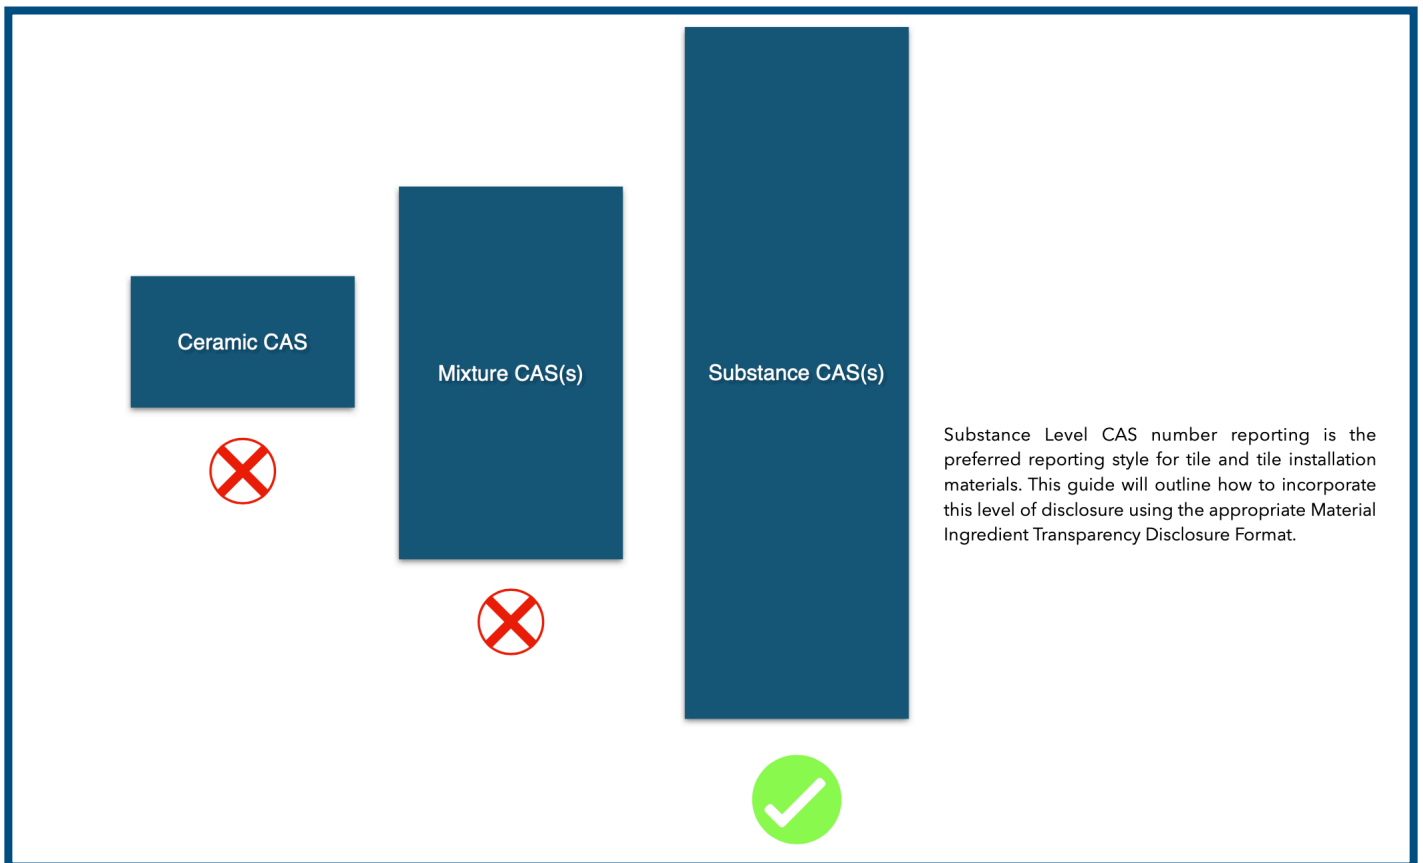 Ceramic CAS
Mixture CAS(s)
Substance CAS(s)
Substance Level CAS number reporting is the
preferred reporting style for tile and tile installation
materials. This guide will outline how to incorporate
this level of disclosure using the appropriate Material
Ingredient Transparency Disclosure Format.